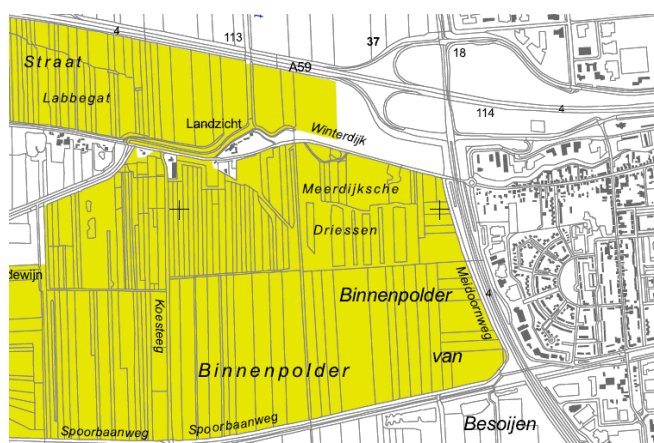 4
113
37
18
A59
Straat
Labbegat
114
4
Landzicht
Winterdijk
Meerdijksche
Driessen
dewijn
Koesteeg
Binnenpolder
Meidoornweg
4
van
Binnenpolder
Spoorbaanweg
Spoorbaanweg
Besoijen